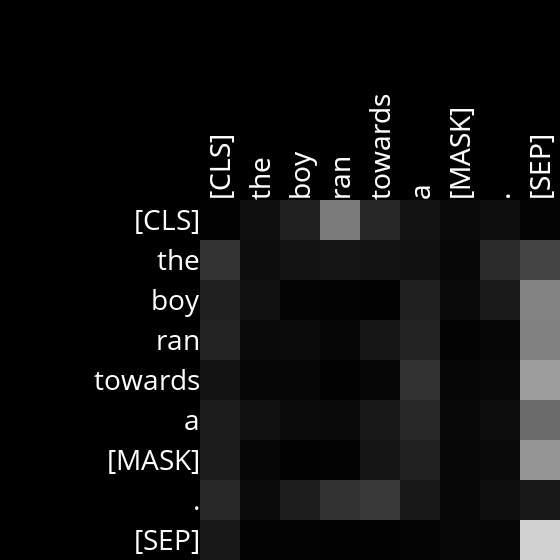 [CLS] the boy ran towards a [MASK] . [SEP]
[CLS]
the
boy
ran
towards
a
[MASK]
.
[SEP]